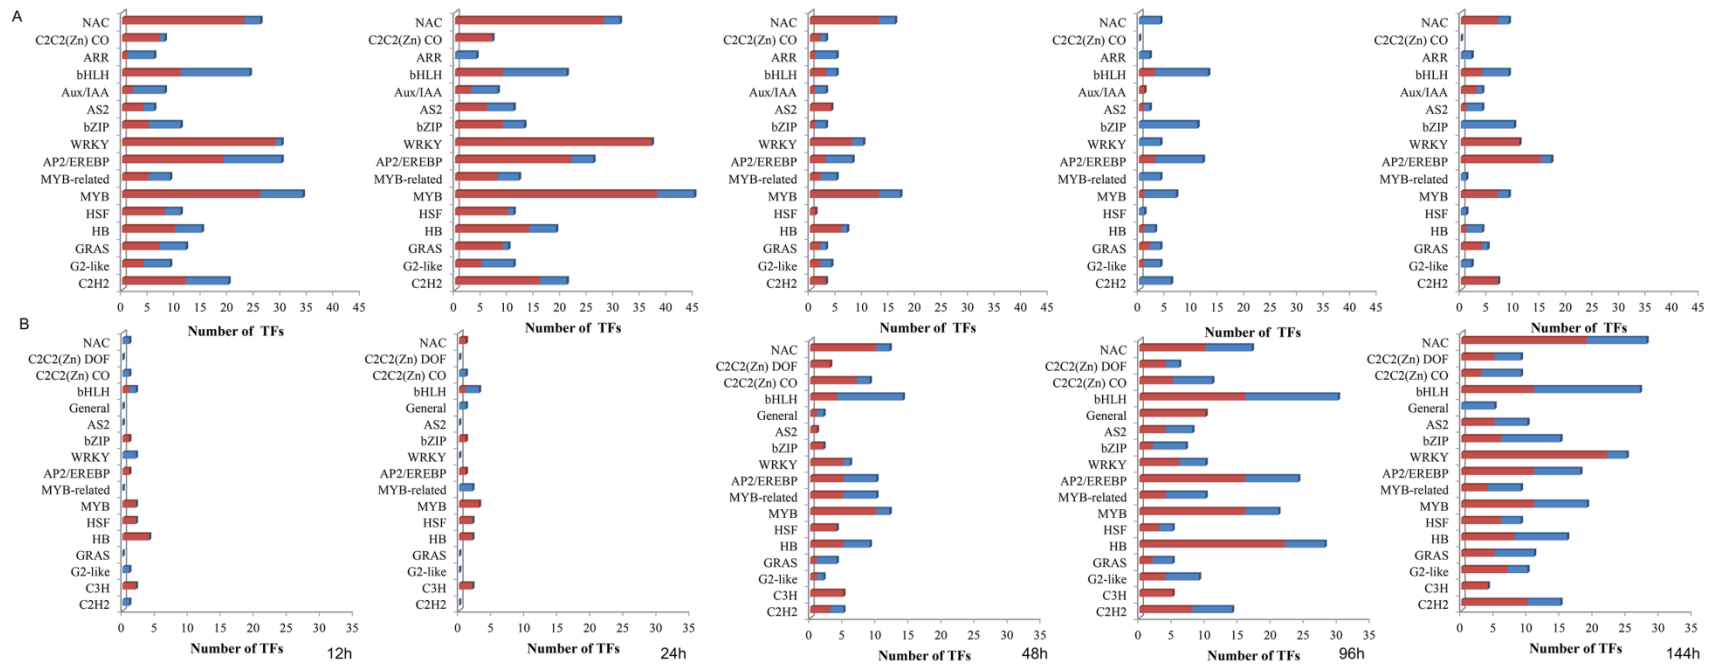 A
NAC
C2C2(Zn) CO
ARR
bHLH
Aux/IAA
AS2
bZIP
WRKY
AP2/EREBP
MYB-related
MYB
HSF
HB
GRAS
G2-like
C2H2
0 5 10 15 20 25 30 35 40 45
Number of TFs
NAC
C2C2(Zn) CO
ARR
bHLH
Aux/IAA
AS2
bZIP
WRKY
AP2/EREBP
MYB-related
MYB
HSF
HB
GRAS
G2-like
C2H2
0 5 10 15 20 25 30 35 40 45
Number of TFs
NAC
C2C2(Zn) CO
ARR
bHLH
Aux/IAA
AS2
bZIP
WRKY
AP2/EREBP
MYB-related
MYB
HSF
HB
GRAS
G2-like
C2H2
0 5 10 15 20 25 30 35 40 45
Number of TFs
NAC
C2C2(Zn) CO
ARR
bHLH
Aux/IAA
AS2
bZIP
WRKY
AP2/EREBP
MYB-related
MYB
HSF
HB
GRAS
G2-like
C2H2
0 5 10 15 20 25 30 35 40 45
Number of TFs
NAC
C2C2(Zn) CO
ARR
bHLH
Aux/IAA
AS2
bZIP
WRKY
AP2/EREBP
MYB-related
MYB
HSF
HB
GRAS
G2-like
C2H2
0 5 10 15 20 25 30 35 40 45
Number of TFs
B
NAC
C2C2(Zn) DOF
C2C2(Zn) CO
bHLH
General
AS2
bZIP
WRKY
AP2/EREBP
MYB-related
MYB
HSF
HB
GRAS
G2-like
C3H
C2H2
0 5 10 15 20 25 30 35
Number of TFs 12h
NAC
C2C2(Zn) DOF
C2C2(Zn) CO
bHLH
General
AS2
bZIP
WRKY
AP2/EREBP
MYB-related
MYB
HSF
HB
GRAS
G2-like
C3H
C2H2
0 5 10 15 20 25 30 35
Number of TFs 24h
NAC
C2C2(Zn) DOF
C2C2(Zn) CO
bHLH
General
AS2
bZIP
WRKY
AP2/EREBP
MYB-related
MYB
HSF
HB
GRAS
G2-like
C3H
C2H2
0 5 10 15 20 25 30 35
Number of TFs 48h
NAC
C2C2(Zn) DOF
C2C2(Zn) CO
bHLH
General
AS2
bZIP
WRKY
AP2/EREBP
MYB-related
MYB
HSF
HB
GRAS
G2-like
C3H
C2H2
0 5 10 15 20 25 30 35
Number of TFs 96h
NAC
C2C2(Zn) DOF
C2C2(Zn) CO
bHLH
General
AS2
bZIP
WRKY
AP2/EREBP
MYB-related
MYB
HSF
HB
GRAS
G2-like
C3H
C2H2
0 5 10 15 20 25 30 35
Number of TFs 144h